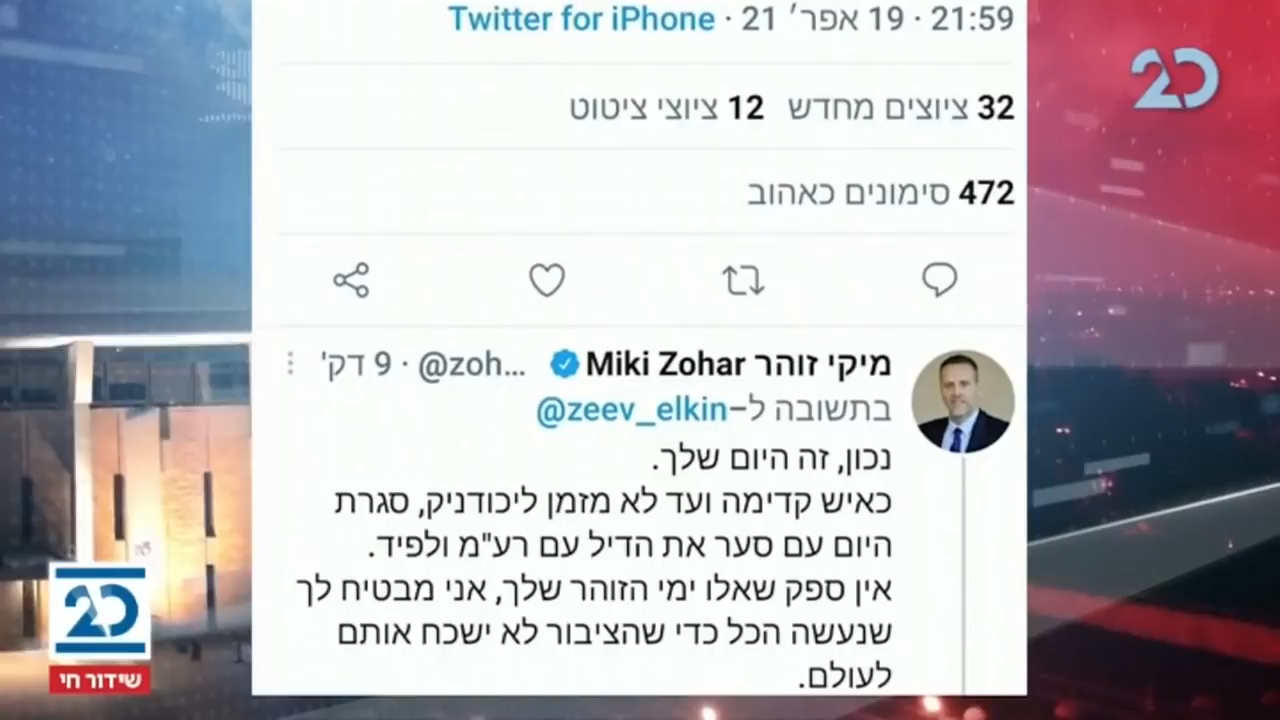 21:59 · 19 אפר׳ 21 · Twitter for iPhone
32 ציוצים מחדש 12 ציוצי ציטוט
472 סימונים כאהוב
מיקי זוהר Miki Zohar @zoh... · 9 דק'
בתשובה ל-@zeev_elkin
נכון, זה היום שלך.
כאיש קדימה ועד לא מזמן ליכודניק, סגרת
היום עם סער את הדיל עם רע"מ ולפיד.
אין ספק שאלו ימי הזוהר שלך, אני מבטיח לך
שנעשה הכל כדי שהציבור לא ישכח אותם
לעולם.
20
20
שידור חי